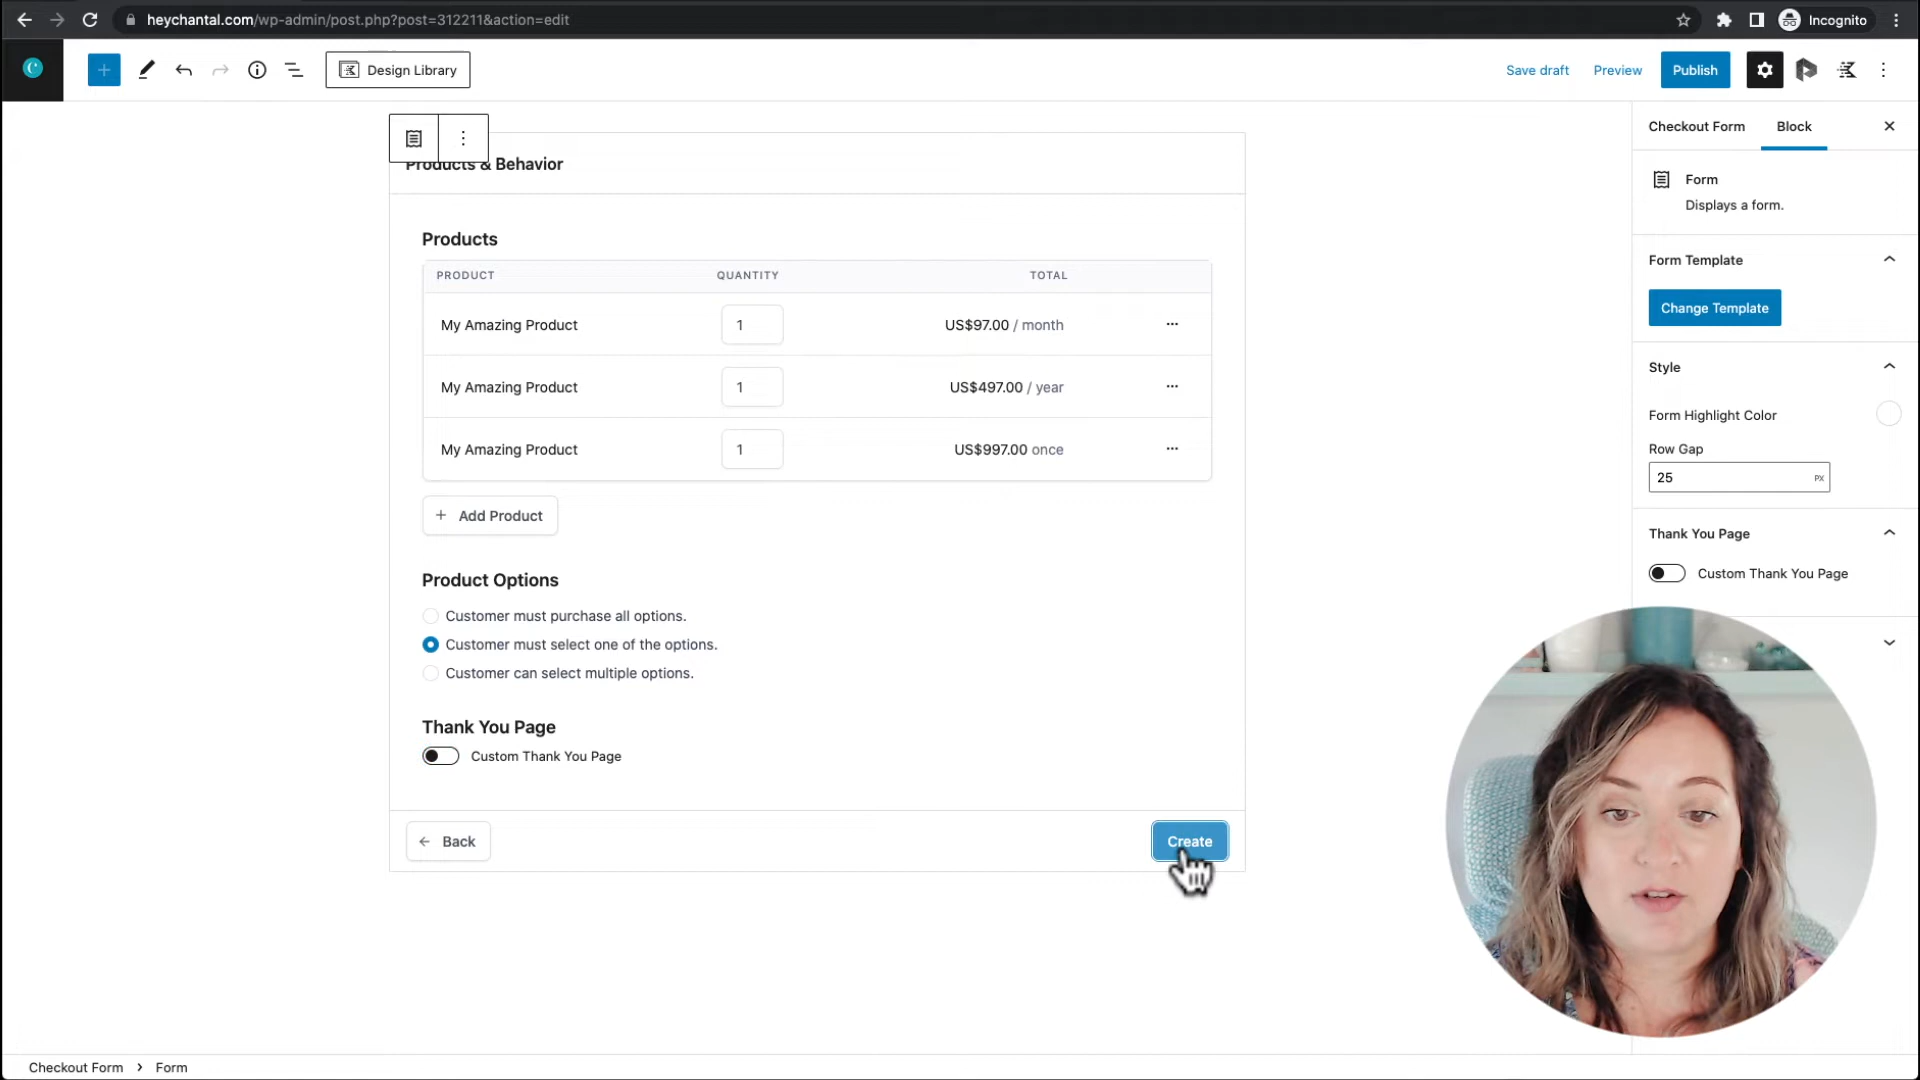 heychantal.com/wp-admin/post.php?post=312211&action=edit
Incognito
Design Library
Save draft
Preview
Publish
Products & Behavior
Products
PRODUCT QUANTITY TOTAL
My Amazing Product 1 US$97.00 / month
My Amazing Product 1 US$497.00 / year
My Amazing Product 1 US$997.00 once
+ Add Product
Product Options
Customer must purchase all options.
Customer must select one of the options.
Customer can select multiple options.
Thank You Page
Custom Thank You Page
← Back
Create
Checkout Form
Block
Form
Displays a form.
Form Template
Change Template
Style
Form Highlight Color
Row Gap
25 PX
Thank You Page
Custom Thank You Page
Checkout Form › Form